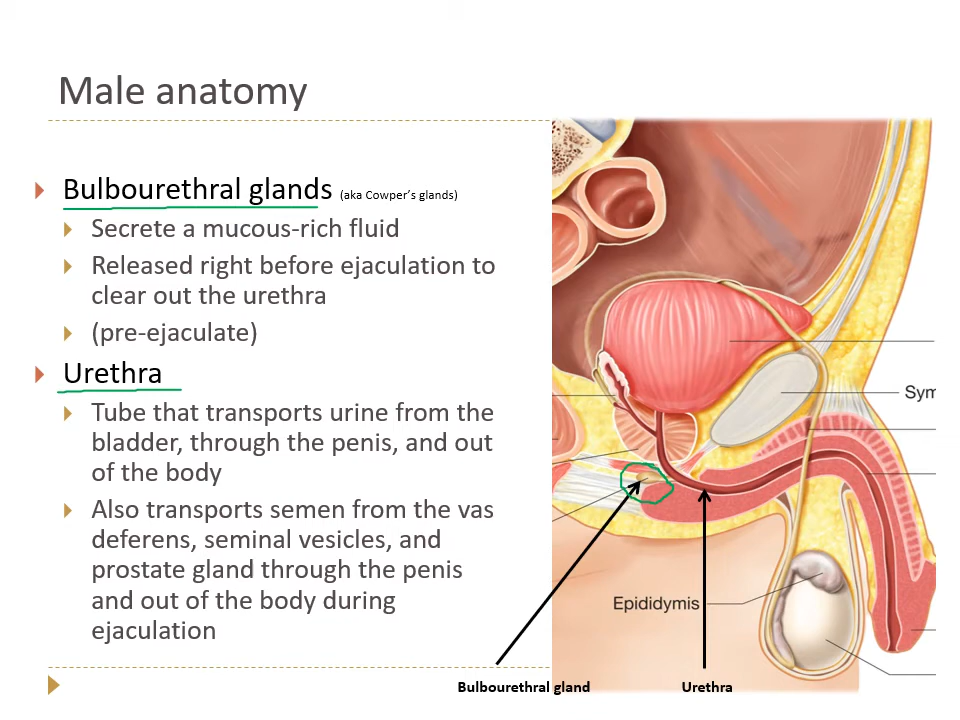 Male anatomy
Bulbourethral glands (aka Cowper's glands)
Secrete a mucous-rich fluid
Released right before ejaculation to
clear out the urethra
(pre-ejaculate)
Urethra
Tube that transports urine from the
bladder, through the penis, and out
of the body
Also transports semen from the vas
deferens, seminal vesicles, and
prostate gland through the penis
and out of the body during
ejaculation
Sym
Epididymis
Bulbourethral gland
Urethra